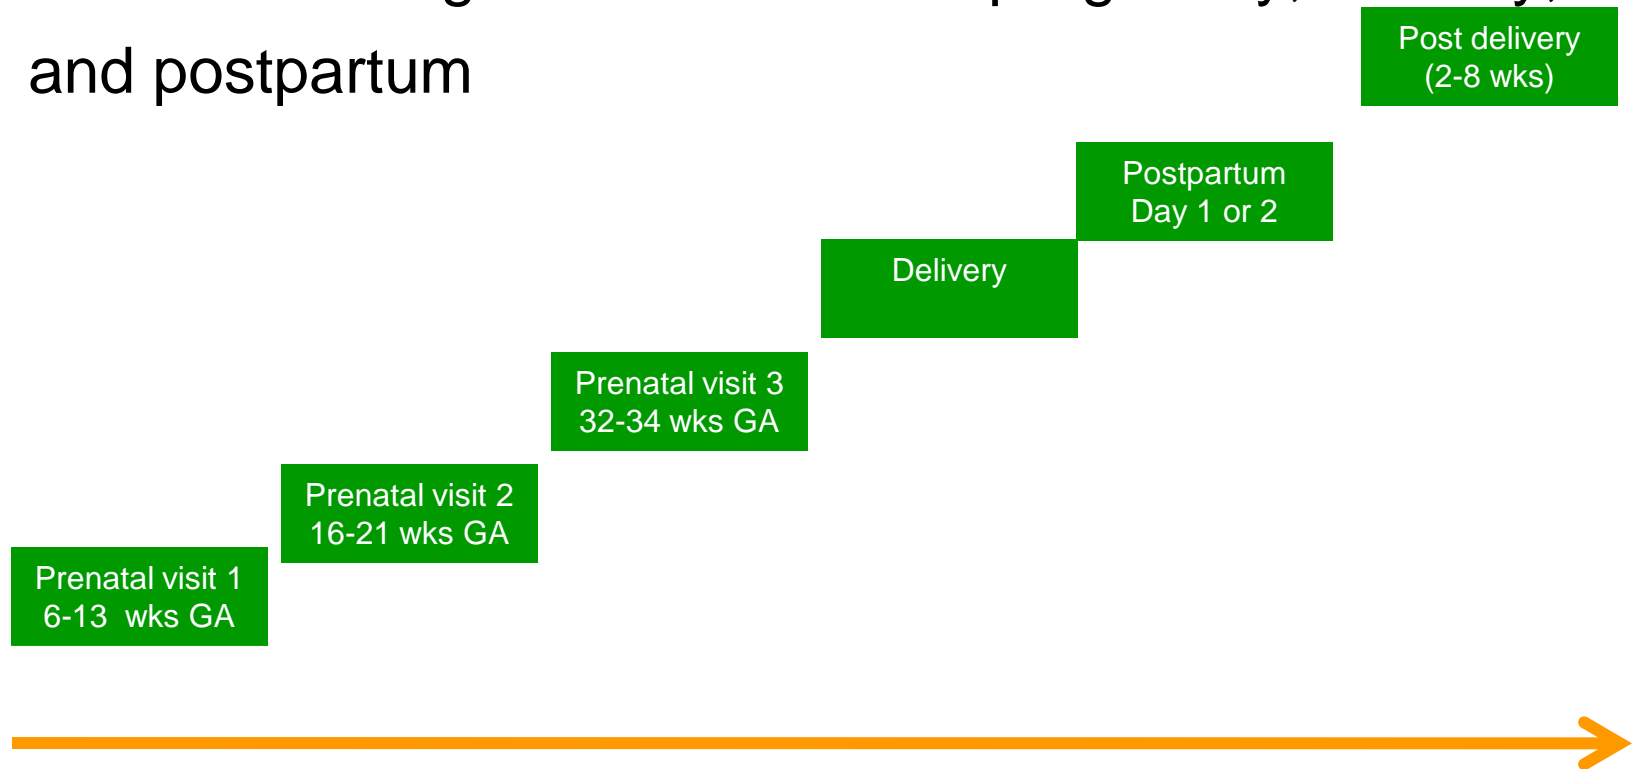 and postpartum
Post delivery
(2-8 wks)
Postpartum
Day 1 or 2
Delivery
Prenatal visit 3
32-34 wks GA
Prenatal visit 2
16-21 wks GA
Prenatal visit 1
6-13  wks GA